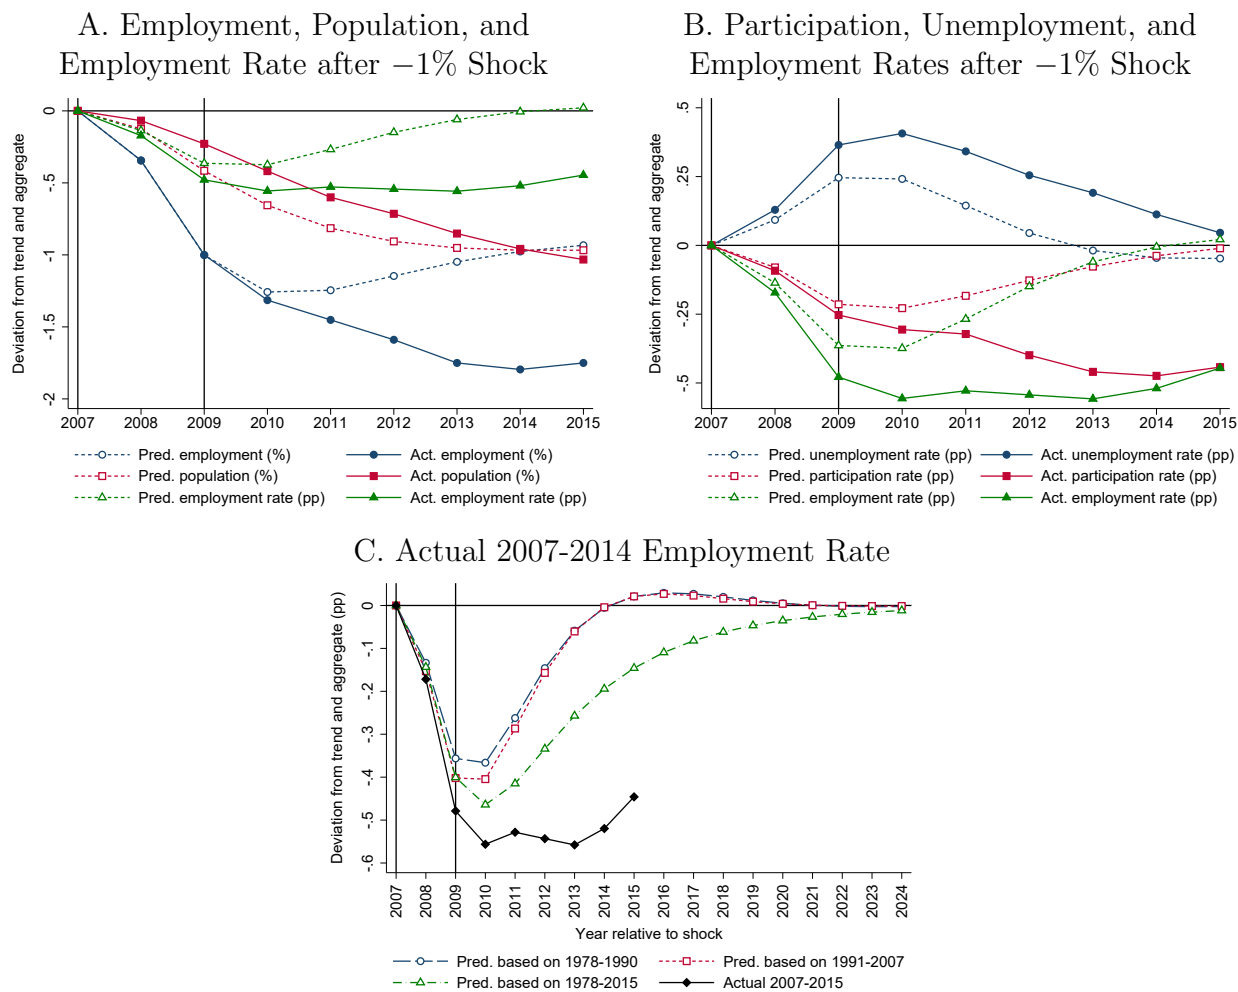 A. Employment, Population, and
Employment Rate after −1% Shock
Deviation from trend and aggregate
0
-.5
-1
-1.5
-2
2007 2008 2009 2010 2011 2012 2013 2014 2015
Pred. employment (%) Act. employment (%)
Pred. population (%) Act. population (%)
Pred. employment rate (pp) Act. employment rate (pp)
B. Participation, Unemployment, and
Employment Rates after −1% Shock
Deviation from trend and aggregate
.5
.25
0
-.25
-.5
2007 2008 2009 2010 2011 2012 2013 2014 2015
Pred. unemployment rate (pp) Act. unemployment rate (pp)
Pred. participation rate (pp) Act. participation rate (pp)
Pred. employment rate (pp) Act. employment rate (pp)
C. Actual 2007-2014 Employment Rate
Deviation from trend and aggregate (pp)
0
-.1
-.2
-.3
-.4
-.5
-.6
2007 2008 2009 2010 2011 2012 2013 2014 2015 2016 2017 2018 2019 2020 2021 2022 2023 2024
Year relative to shock
Pred. based on 1978-1990 Pred. based on 1991-2007
Pred. based on 1978-2015 Actual 2007-2015